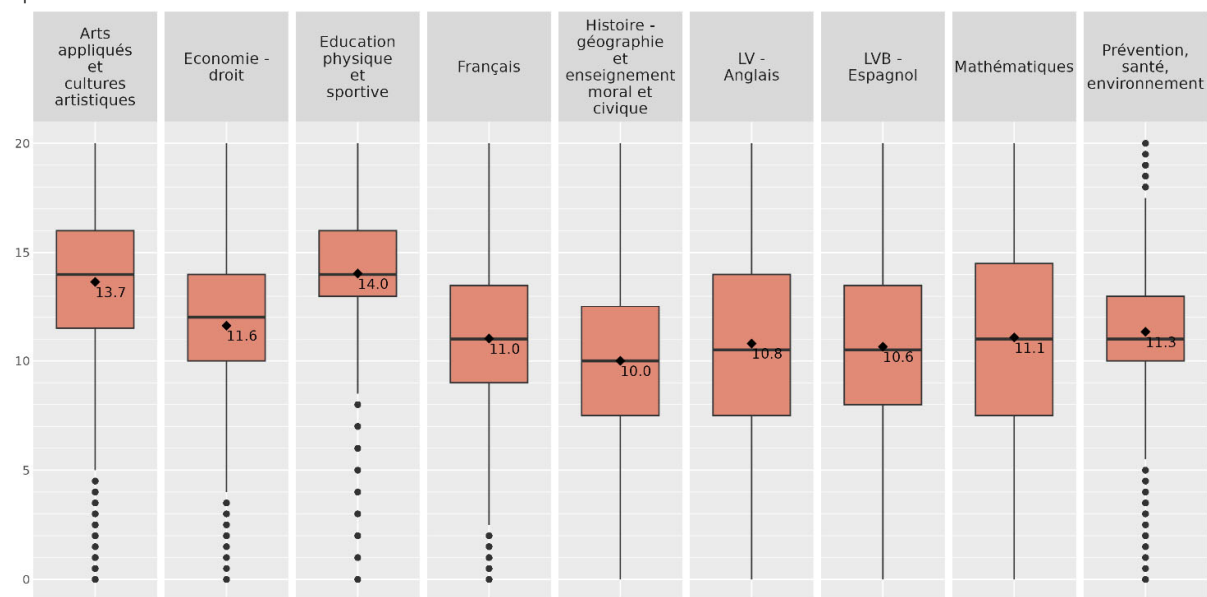 Arts
appliqués
et
cultures
artistiques
Economie -
droit
Education
physique
et
sportive
Français
Histoire -
géographie
et
enseignement
moral et
civique
LV -
Anglais
LVB -
Espagnol
Mathématiques
Prévention,
santé,
environnement
20
15
10
5
0
13.7
11.6
14.0
11.0
10.0
10.8
10.6
11.1
11.3